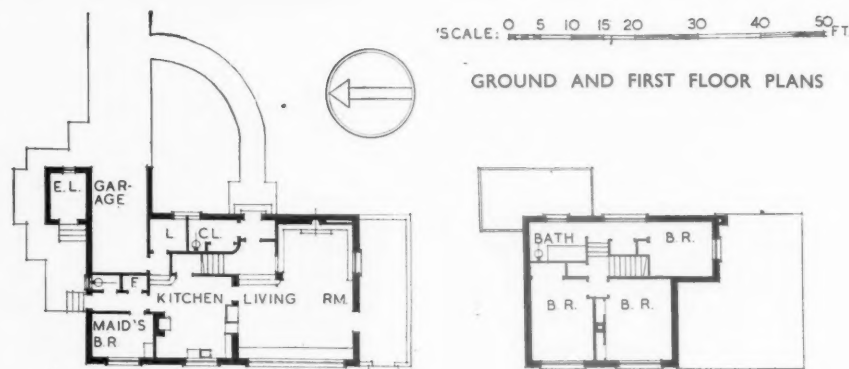 'SCALE: 0 5 10 16 20 30 40 50 FT.
GROUND AND FIRST FLOOR PLANS
E.L.
GAR-
AGE
L
CL.
F
KITCHEN LIVING RM.
MAID'S
B.R
BATH
B.R.
B.R.
B.R.